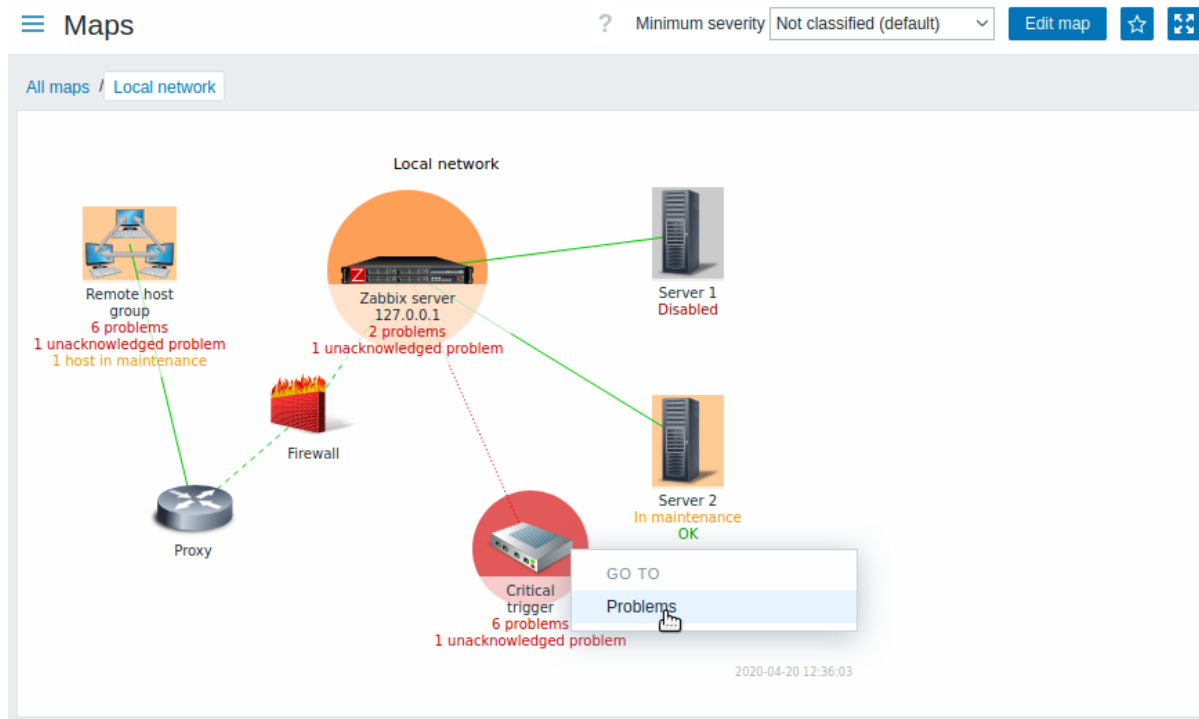 Maps
? Minimum severity Not classified (default) Edit map
All maps / Local network
Local network
Remote host
group
6 problems
1 unacknowledged problem
1 host in maintenance
Z
Zabbix server
127.0.0.1
2 problems
1 unacknowledged problem
Server 1
Disabled
Firewall
Proxy
Server 2
In maintenance
OK
Critical
trigger
6 problems
1 unacknowledged problem
GO TO
Problems
2020-04-20 12:36:03